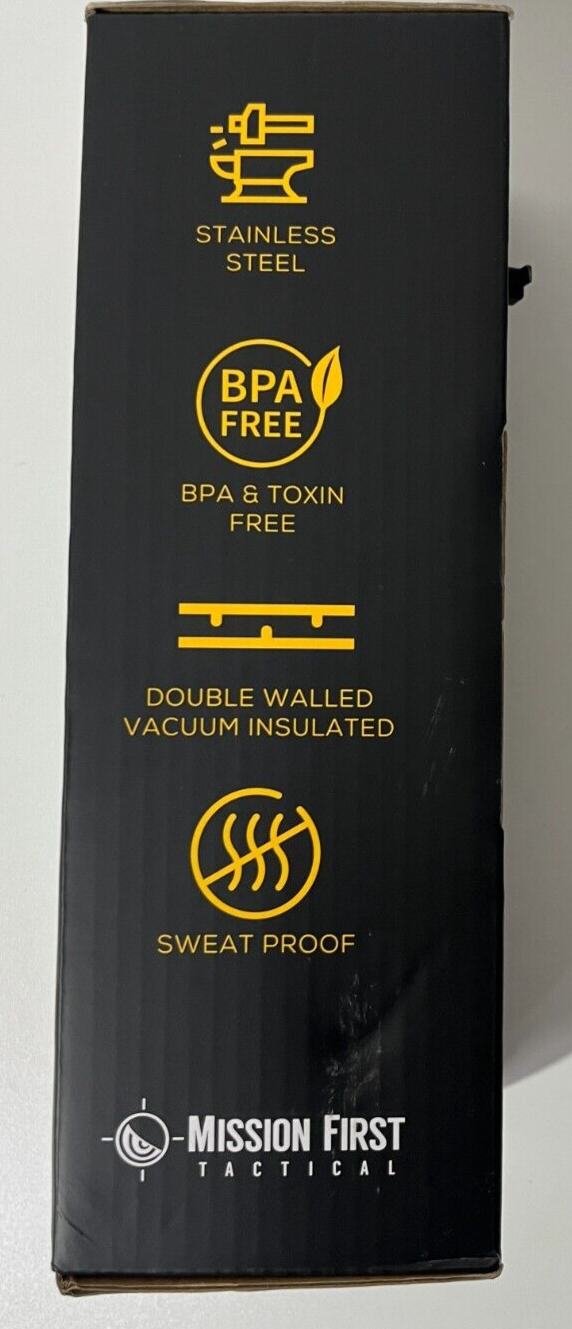 STAINLESS
STEEL
BPA
FREE
BPA & TOXIN
FREE
DOUBLE WALLED
VACUUM INSULATED
SWEAT PROOF
MISSION FIRST
TACTICAL